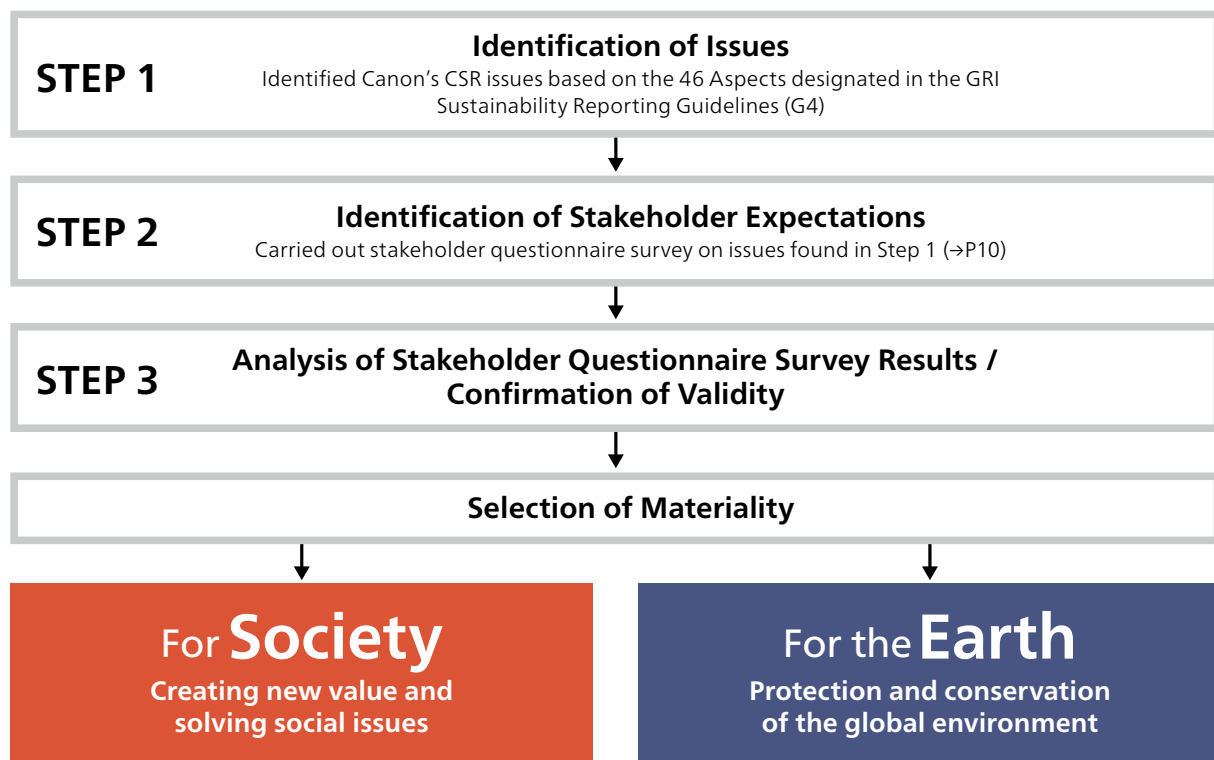 STEP 1
Identification of Issues
Identified Canon's CSR issues based on the 46 Aspects designated in the GRI
Sustainability Reporting Guidelines (G4)
STEP 2
Identification of Stakeholder Expectations
Carried out stakeholder questionnaire survey on issues found in Step 1 (→P10)
STEP 3
Analysis of Stakeholder Questionnaire Survey Results /
Confirmation of Validity
Selection of Materiality
For Society
Creating new value and
solving social issues
For the Earth
Protection and conservation
of the global environment